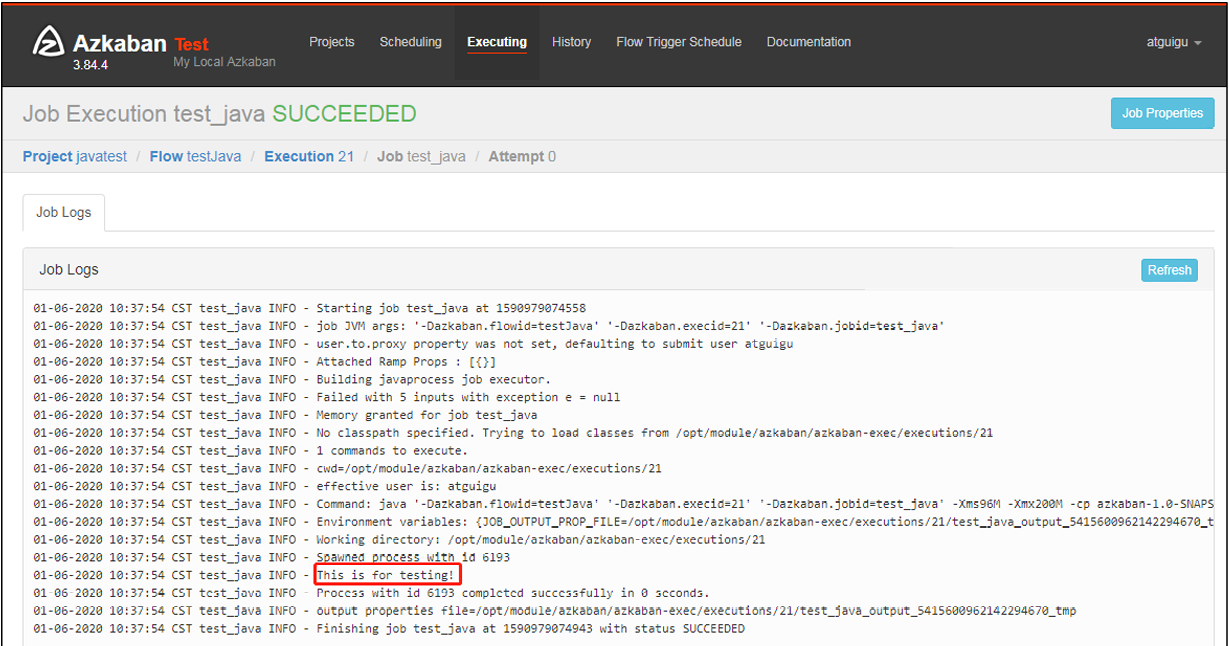 Azkaban Test
3.84.4
My Local Azkaban
Projects
Scheduling
Executing
History
Flow Trigger Schedule
Documentation
atguigu
Job Execution test_java SUCCEEDED
Job Properties
Project javatest / Flow testJava / Execution 21 / Job test_java / Attempt 0
Job Logs
Job Logs
Refresh
01-06-2020 10:37:54 CST test_java INFO - Starting job test_java at 1590979074558
01-06-2020 10:37:54 CST test_java INFO - job JVM args: '-Dazkaban.flowid=testJava' '-Dazkaban.execid=21' '-Dazkaban.jobid=test_java'
01-06-2020 10:37:54 CST test_java INFO - user.to.proxy property was not set, defaulting to submit user atguigu
01-06-2020 10:37:54 CST test_java INFO - Attached Ramp Props : [{}]
01-06-2020 10:37:54 CST test_java INFO - Building javaprocess job executor.
01-06-2020 10:37:54 CST test_java INFO - Failed with 5 inputs with exception e = null
01-06-2020 10:37:54 CST test_java INFO - Memory granted for job test_java
01-06-2020 10:37:54 CST test_java INFO - No classpath specified. Trying to load classes from /opt/module/azkaban/azkaban-exec/executions/21
01-06-2020 10:37:54 CST test_java INFO - 1 commands to execute.
01-06-2020 10:37:54 CST test_java INFO - cwd=/opt/module/azkaban/azkaban-exec/executions/21
01-06-2020 10:37:54 CST test_java INFO - effective user is: atguigu
01-06-2020 10:37:54 CST test_java INFO - Command: java '-Dazkaban.flowid=testJava' '-Dazkaban.execid=21' '-Dazkaban.jobid=test_java' -Xms96M -Xmx200M -cp azkaban-1.0-SNAPS
01-06-2020 10:37:54 CST test_java INFO - Environment variables: {JOB_OUTPUT_PROP_FILE=/opt/module/azkaban/azkaban-exec/executions/21/test_java_output_5415600962142294670_t
01-06-2020 10:37:54 CST test_java INFO - Working directory: /opt/module/azkaban/azkaban-exec/executions/21
01-06-2020 10:37:54 CST test_java INFO - Spawned process with id 6193
01-06-2020 10:37:54 CST test_java INFO - This is for testing!
01-06-2020 10:37:54 CST test_java INFO - Process with id 6193 completed successfully in 0 seconds.
01-06-2020 10:37:54 CST test_java INFO - output properties file=/opt/module/azkaban/azkaban-exec/executions/21/test_java_output_5415600962142294670_tmp
01-06-2020 10:37:54 CST test_java INFO - Finishing job test_java at 1590979074943 with status SUCCEEDED